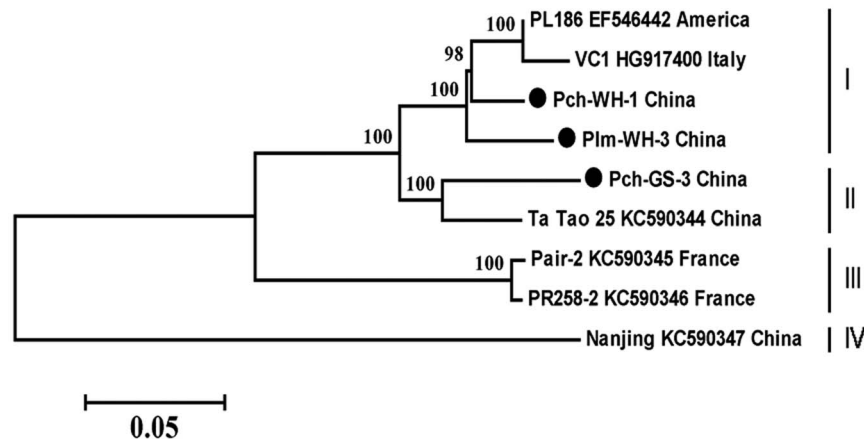 100
PL186 EF546442 America
98
VC1 HG917400 Italy
I
100
Pch-WH-1 China
100
Plm-WH-3 China
100
Pch-GS-3 China
II
Ta Tao 25 KC590344 China
100
Pair-2 KC590345 France
III
PR258-2 KC590346 France
Nanjing KC590347 China
IV
0.05